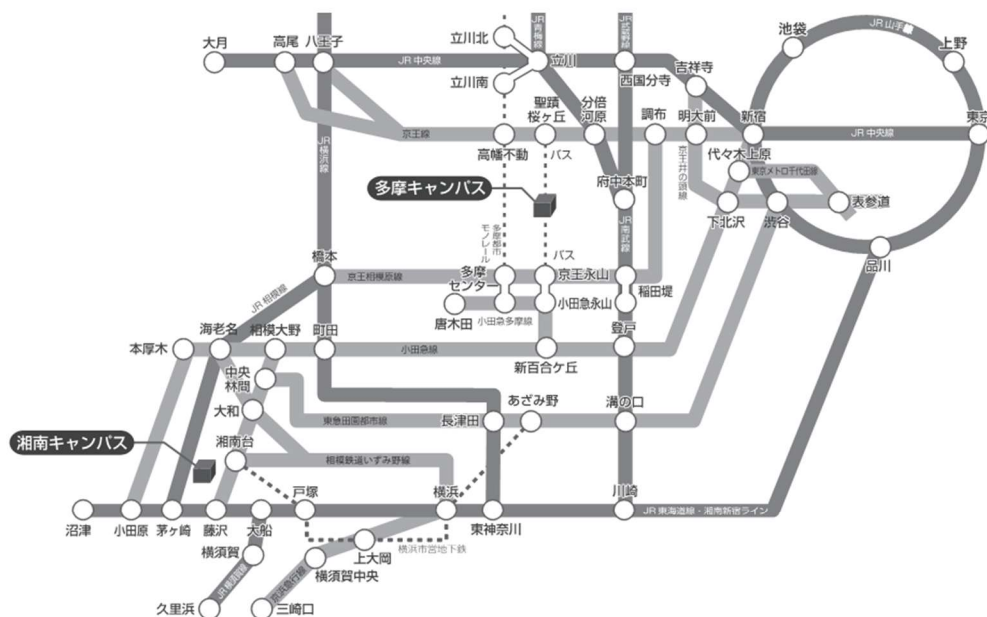 JR青梅線
JR武蔵野線
JR山手線
立川北
池袋
上野
大月
高尾
八王子
JR中央線
立川
西国分寺
吉祥寺
立川南
聖蹟
桜ヶ丘
分倍
河原
調布
明大前
新宿
東京
京王線
高幡不動
バス
JR中央線
JR横浜線
京王井の頭線
代々木上原
東京メトロ千代田線
多摩キャンパス
府中本町
下北沢
渋谷
表参道
多摩都市
モノレール
JR南武線
バス
品川
橋本
京王相模原線
多摩
センター
京王永山
稲田堤
JR相模線
唐木田
小田急多摩線
小田急永山
海老名
相模大野
町田
登戸
本厚木
小田急線
新百合ケ丘
中央
林間
大和
東急田園都市線
長津田
あざみ野
溝の口
湘南キャンパス
湘南台
相模鉄道いずみ野線
戸塚
横浜
川崎
沼津
小田原
茅ヶ崎
藤沢
大船
東神奈川
JR東海道線・湘南新宿ライン
横浜市営地下鉄
横須賀
上大岡
横須賀中央
JR横須賀線
京浜急行線
久里浜
三崎口